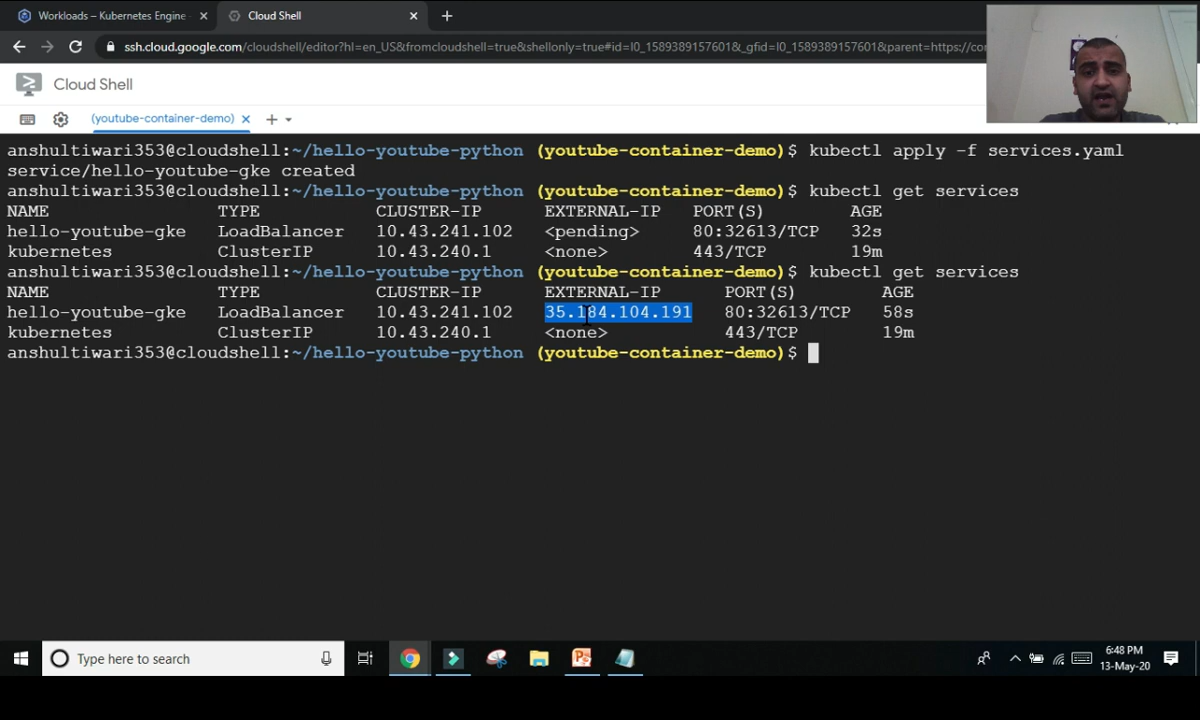 Workloads – Kubernetes Engine
Cloud Shell
ssh.cloud.google.com/cloudshell/editor?hl=en_US&fromcloudshell=true&shellonly=true#id=I0_1589389157601&_gfid=I0_1589389157601&parent=https://co
Cloud Shell
(youtube-container-demo)
anshultiwari353@cloudshell:~/hello-youtube-python (youtube-container-demo)$ kubectl apply -f services.yaml
service/hello-youtube-gke created
anshultiwari353@cloudshell:~/hello-youtube-python (youtube-container-demo)$ kubectl get services
NAME TYPE CLUSTER-IP EXTERNAL-IP PORT(S) AGE
hello-youtube-gke LoadBalancer 10.43.241.102 <pending> 80:32613/TCP 32s
kubernetes ClusterIP 10.43.240.1 <none> 443/TCP 19m
anshultiwari353@cloudshell:~/hello-youtube-python (youtube-container-demo)$ kubectl get services
NAME TYPE CLUSTER-IP EXTERNAL-IP PORT(S) AGE
hello-youtube-gke LoadBalancer 10.43.241.102 35.184.104.191 80:32613/TCP 58s
kubernetes ClusterIP 10.43.240.1 <none> 443/TCP 19m
anshultiwari353@cloudshell:~/hello-youtube-python (youtube-container-demo)$
Type here to search
6:48 PM
13-May-20